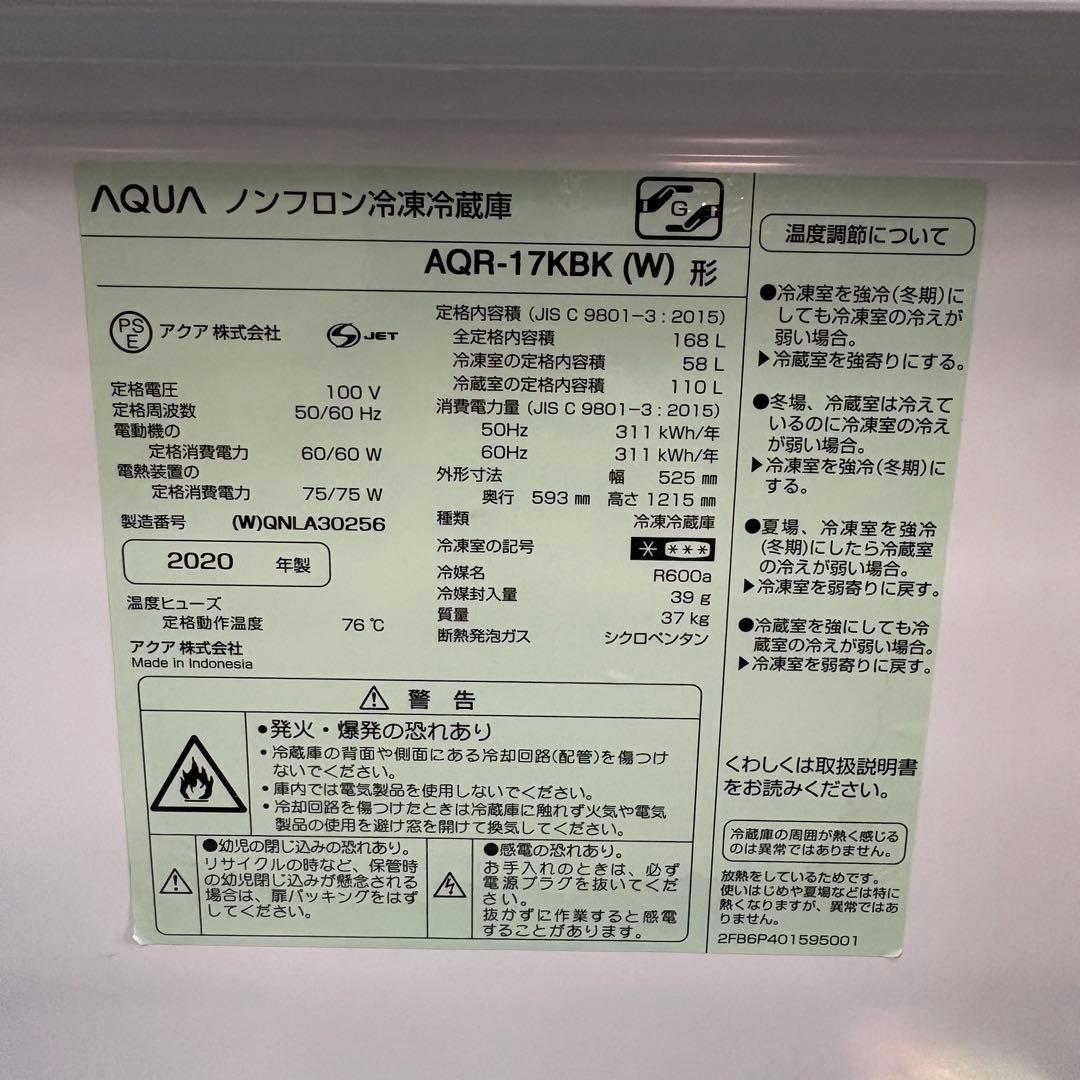 AQUA ノンフロン冷凍冷蔵庫
G
AQR-17KBK (W) 形
PS
E
アクア 株式会社
JET
定格電圧 100 V
定格周波数 50/60 Hz
電動機の
定格消費電力 60/60 W
電熱装置の
定格消費電力 75/75 W
製造番号 (W)QNLA30256
2020 年製
温度ヒューズ
定格動作温度 76 ℃
アクア 株式会社
Made in Indonesia
定格内容積 (JIS C 9801-3 : 2015)
全定格内容積 168 L
冷凍室の定格内容積 58 L
冷蔵室の定格内容積 110 L
消費電力量 (JIS C 9801-3 : 2015)
50Hz 311 kWh/年
60Hz 311 kWh/年
外形寸法 幅 525 ㎜
奥行 593 ㎜ 高さ 1215 ㎜
種類 冷凍冷蔵庫
冷凍室の記号 * ***
冷媒名 R600a
冷媒封入量 39 g
質量 37 kg
断熱発泡ガス シクロペンタン
⚠ 警告
●発火・爆発の恐れあり
・冷蔵庫の背面や側面にある冷却回路(配管)を傷つけ
ないでください。
・庫内では電気製品を使用しないでください。
・冷却回路を傷つけたときは冷蔵庫に触れず火気や電気
製品の使用を避け窓を開けて換気してください。
●幼児の閉じ込みの恐れあり。
リサイクルの時など、保管時
の幼児閉じ込みが懸念される
場合は、扉パッキングをはず
してください。
●感電の恐れあり。
お手入れのときは、必ず
電源プラグを抜いてくだ
さい。
抜かずに作業すると感電
することがあります。
温度調節について
●冷凍室を強冷(冬期)に
しても冷凍室の冷えが
弱い場合。
▶冷蔵室を強寄りにする。
●冬場、冷蔵室は冷えて
いるのに冷凍室の冷え
が弱い場合。
▶冷凍室を強冷(冬期)に
する。
●夏場、冷凍室を強冷
(冬期)にしたら冷蔵室
の冷えが弱い場合。
▶冷凍室を弱寄りに戻す。
●冷蔵室を強にしても冷
蔵室の冷えが弱い場合。
▶冷凍室を弱寄りに戻す。
くわしくは取扱説明書
をお読みください。
冷蔵庫の周囲が熱く感じる
のは異常ではありません。
放熱をしているためです。
使いはじめや夏場などは特に
熱くなりますが、異常ではあ
りません。
2FB6P401595001